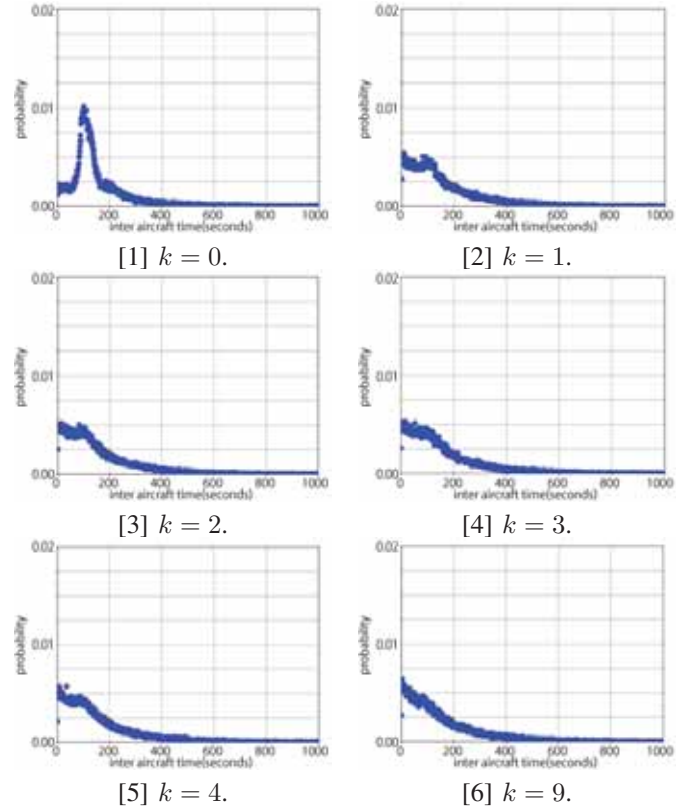 0.02
0.02
probability
probability
0.01
0.01
0.00
0.00
0 200 400 600 800 1000
0 200 400 600 800 1000
inter aircraft time(seconds)
inter aircraft time(seconds)
[1] k = 0.
[2] k = 1.
0.02
0.02
probability
probability
0.01
0.01
0.00
0.00
0 200 400 600 800 1000
0 200 400 600 800 1000
inter aircraft time(seconds)
inter aircraft time(seconds)
[3] k = 2.
[4] k = 3.
0.02
0.02
probability
probability
0.01
0.01
0.00
0.00
0 200 400 600 800 1000
0 200 400 600 800 1000
inter aircraft time(seconds)
inter aircraft time(seconds)
[5] k = 4.
[6] k = 9.